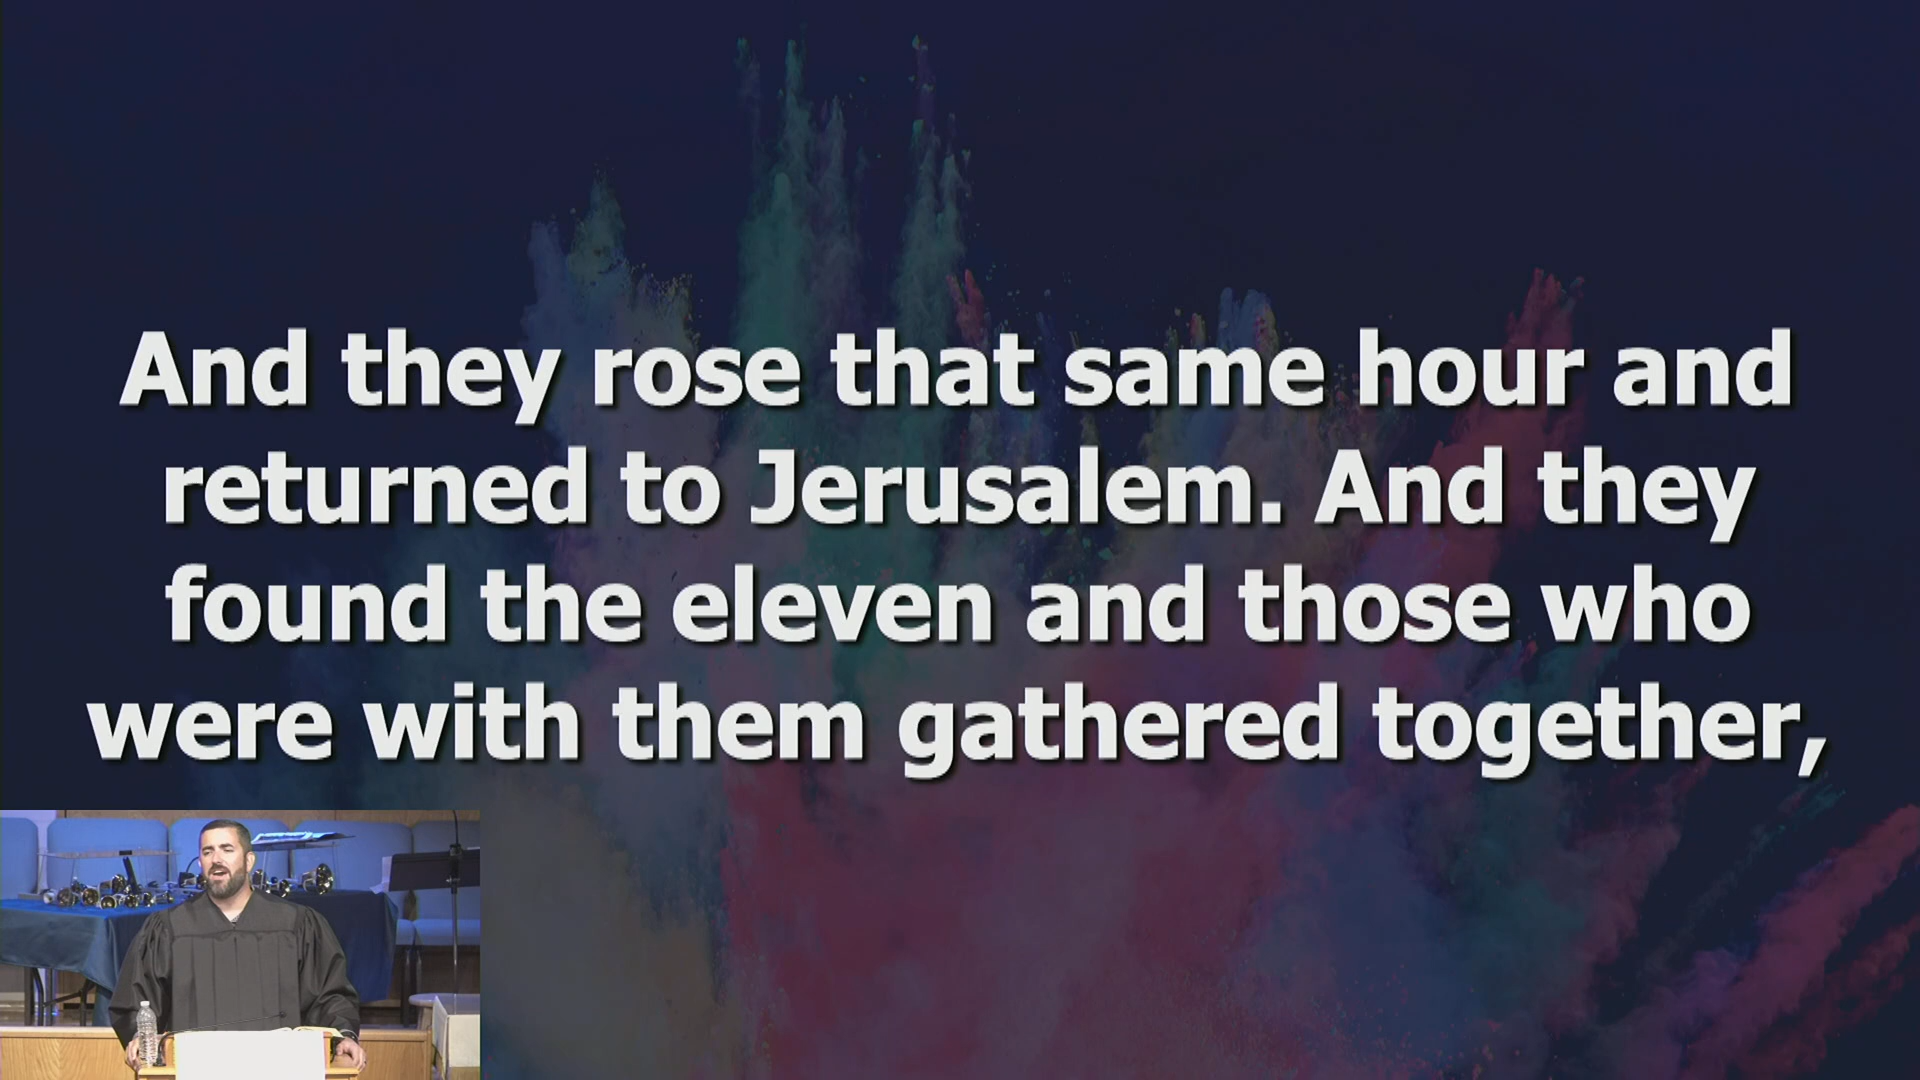 And they rose that same hour and
returned to Jerusalem. And they
found the eleven and those who
were with them gathered together,